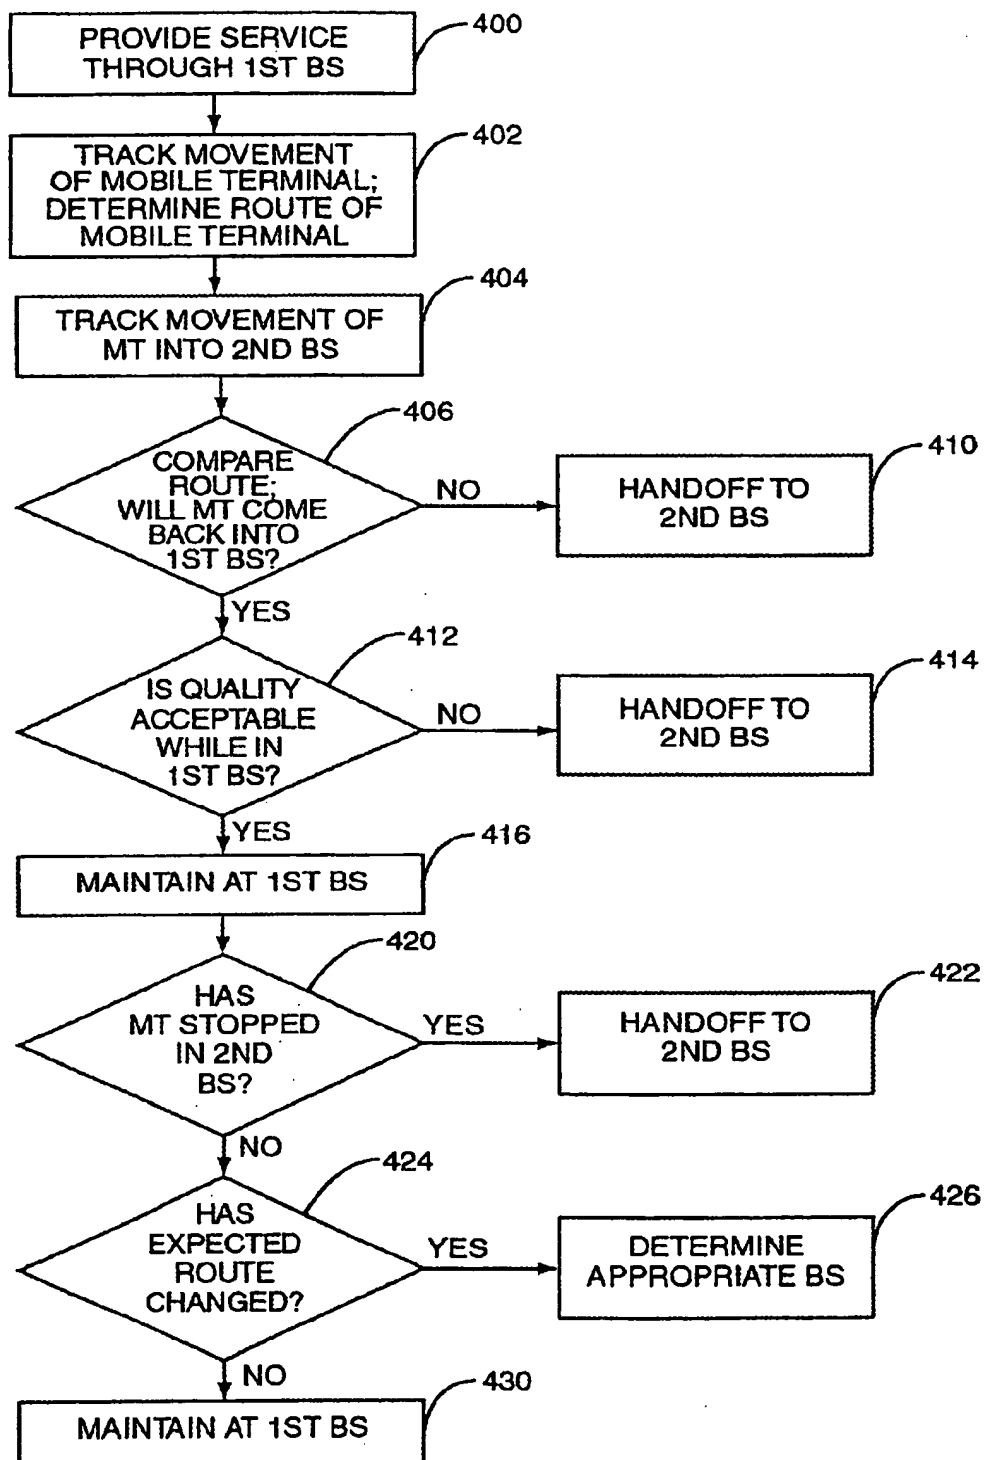 PROVIDE SERVICE
THROUGH 1ST BS
400
TRACK MOVEMENT
OF MOBILE TERMINAL;
DETERMINE ROUTE OF
MOBILE TERMINAL
402
TRACK MOVEMENT OF
MT INTO 2ND BS
404
COMPARE
ROUTE;
WILL MT COME
BACK INTO
1ST BS?
406
NO
HANDOFF TO
2ND BS
410
YES
IS QUALITY
ACCEPTABLE
WHILE IN
1ST BS?
412
NO
HANDOFF TO
2ND BS
414
YES
MAINTAIN AT 1ST BS
416
HAS
MT STOPPED
IN 2ND
BS?
420
YES
HANDOFF TO
2ND BS
422
NO
HAS
EXPECTED
ROUTE
CHANGED?
424
YES
DETERMINE
APPROPRIATE BS
426
NO
MAINTAIN AT 1ST BS
430